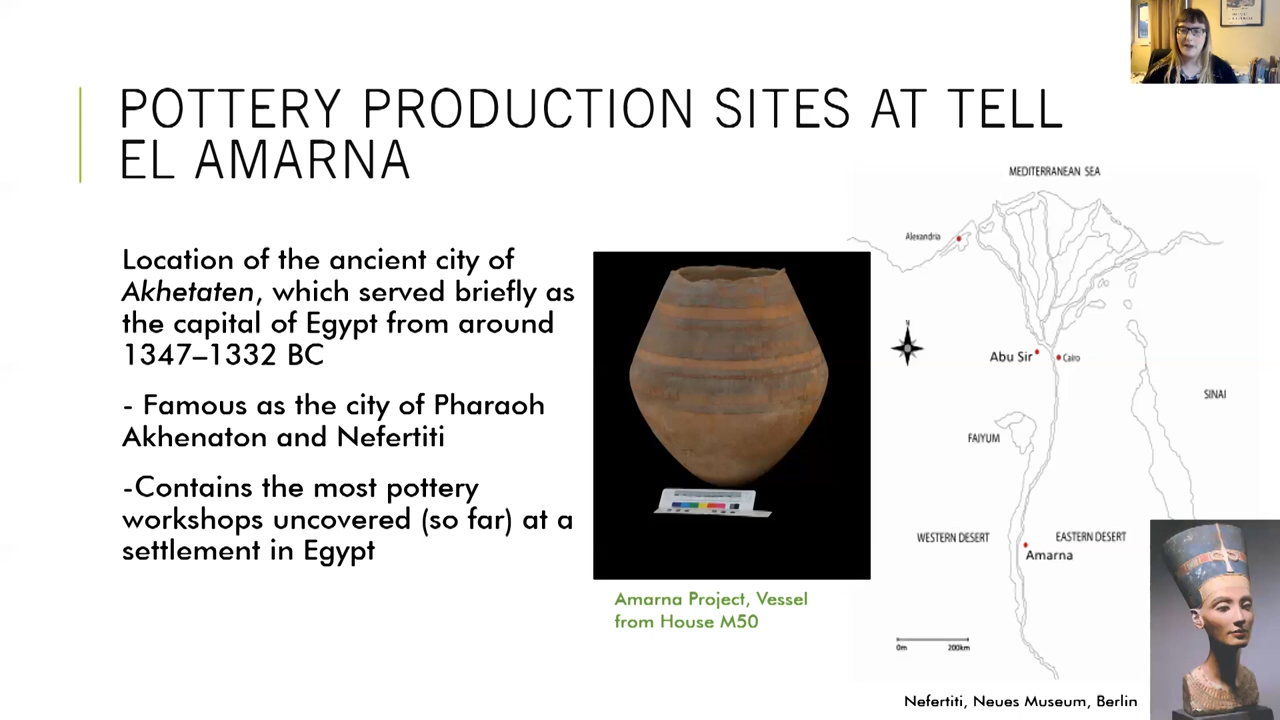 POTTERY PRODUCTION SITES AT TELL
EL AMARNA
Location of the ancient city of
Akhetaten, which served briefly as
the capital of Egypt from around
1347–1332 BC
- Famous as the city of Pharaoh
Akhenaton and Nefertiti
-Contains the most pottery
workshops uncovered (so far) at a
settlement in Egypt
Amarna Project, Vessel
from House M50
MEDITERRANEAN SEA
Alexandria
N
Abu Sir
Cairo
SINAI
FAIYUM
WESTERN DESERT
EASTERN DESERT
Amarna
0m
200km
Nefertiti, Neues Museum, Berlin